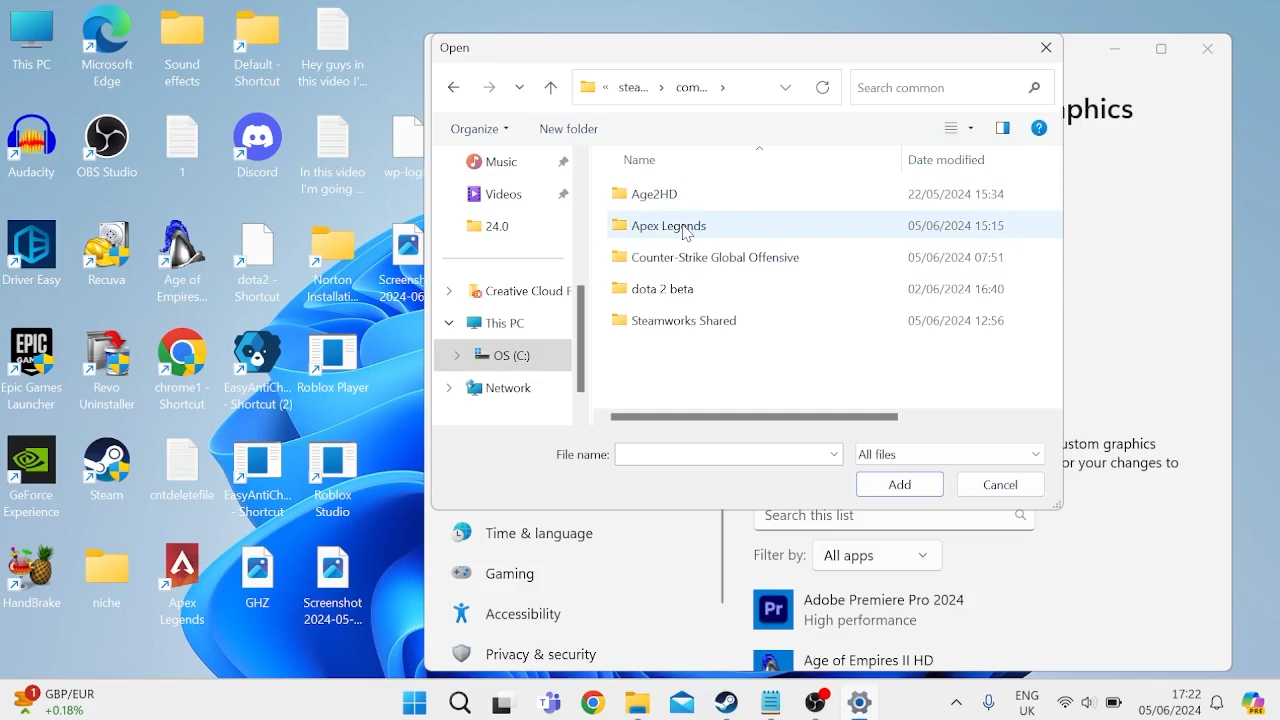 This PC
Microsoft
Edge
Sound
effects
Default -
Shortcut
Hey guys in
this video I'...
Audacity
OBS Studio
1
Discord
In this video
I'm going ...
wp-log
Driver Easy
Recuva
Age of
Empires...
dota2 -
Shortcut
Norton
Installati...
Screensh
2024-06
EPIC
GAMES
Epic Games
Launcher
Revo
Uninstaller
chrome1 -
Shortcut
EasyAntiCh...
- Shortcut (2)
Roblox Player
GeForce
Experience
Steam
cntdeletefile
EasyAntiCh...
- Shortcut
Roblox
Studio
HandBrake
niche
Apex
Legends
GHZ
Screenshot
2024-05-...
Open
« stea... > com... >
Search common
Organize
New folder
Music
Videos
24.0
Creative Cloud F
This PC
OS (C:)
Network
Name
Date modified
Age2HD 22/05/2024 15:34
Apex Legends 05/06/2024 15:15
Counter-Strike Global Offensive 05/06/2024 07:51
dota 2 beta 02/06/2024 16:40
Steamworks Shared 05/06/2024 12:56
File name:
All files
Add
Cancel
phics
ustom graphics
or your changes to
Search this list
Filter by:
All apps
Time & language
Gaming
Accessibility
Privacy & security
Pr
Adobe Premiere Pro 2024
High performance
Age of Empires II HD
1
GBP/EUR
+0.18%
ENG
UK
17:22
05/06/2024
PRE